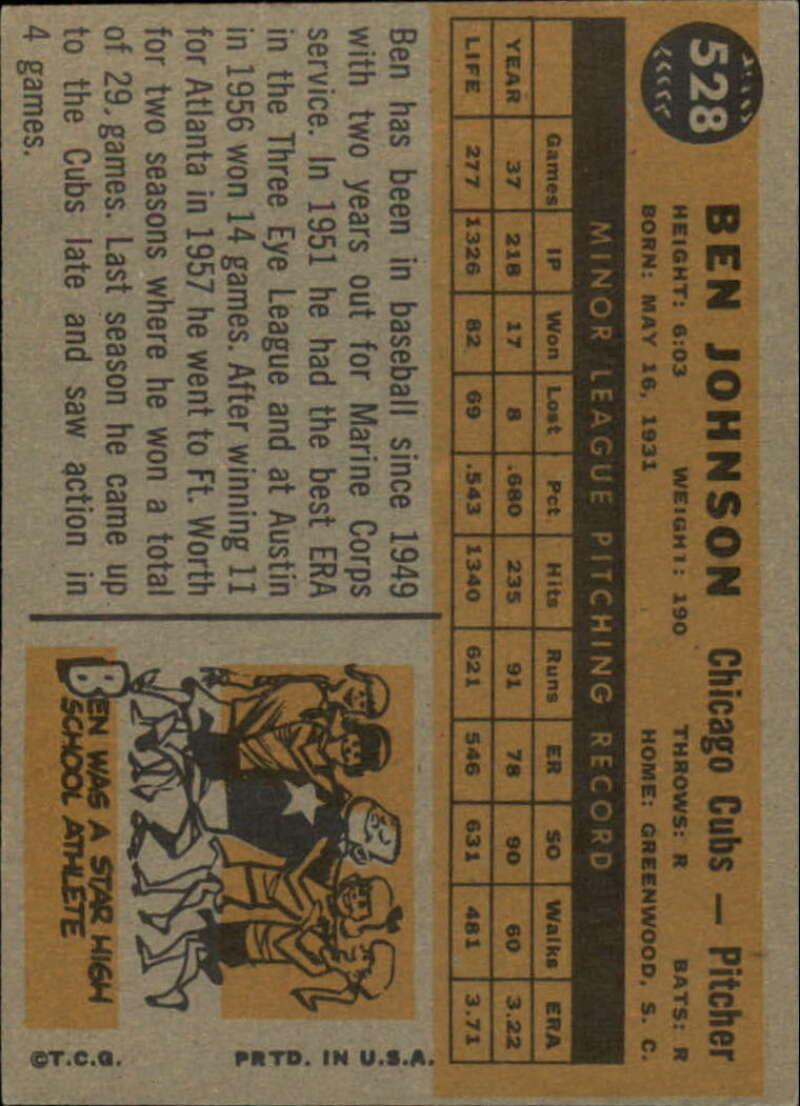 528
BEN JOHNSON Chicago Cubs — Pitcher
HEIGHT: 6:03 WEIGHT: 190 THROWS: R BATS: R
BORN: MAY 16, 1931 HOME: GREENWOOD, S. C.
MINOR LEAGUE PITCHING RECORD
Games IP Won Lost Pct. Hits Runs ER SO Walks ERA
YEAR 37 218 17 8 .680 235 91 78 90 60 3.22
LIFE 277 1326 82 69 .543 1340 621 546 631 481 3.71
Ben has been in baseball since 1949
with two years out for Marine Corps
service. In 1951 he had the best ERA
in the Three Eye League and at Austin
in 1956 won 14 games. After winning 11
for Atlanta in 1957 he went to Ft. Worth
for two seasons where he won a total
of 29. games. Last season he came up
to the Cubs late and saw action in
4 games.
BEN WAS A STAR HIGH
SCHOOL ATHLETE
©T.C.G. PRTD. IN U.S.A.